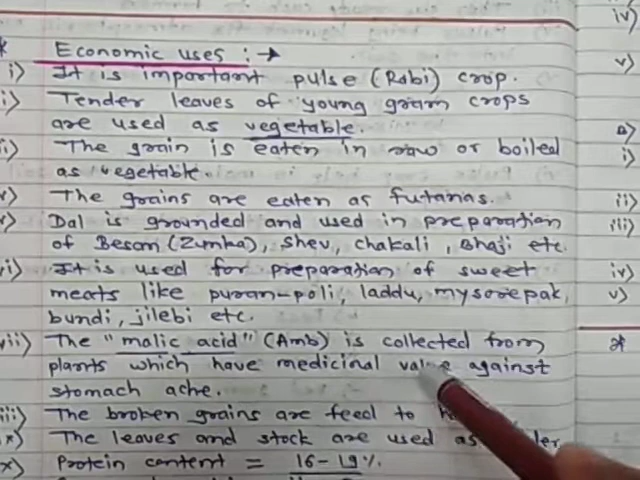 * Economic uses :→
i) It is important pulse (Rabi) crop.
i) Tender leaves of young gram crops
are used as vegetable.
i) The grain is eaten in raw or boiled
as vegetable.
v) The grains are eaten as futanas.
v) Dal is grounded and used in preparation
of Besan (Zunka), shev, chakali, Bhaji etc.
vi) It is used for preparation of sweet
meats like puran-poli, laddu, mysorepak,
bundi, jilebi etc.
vii) The "malic acid" (Amb) is collected from
plants which have medicinal value against
stomach ache.
iii) The broken grains are feed to
ix) The leaves and stock are used as
x) Protein content = 16-19%.
iv)
v)
a)
i)
ii)
iii)
iv)
v)
*